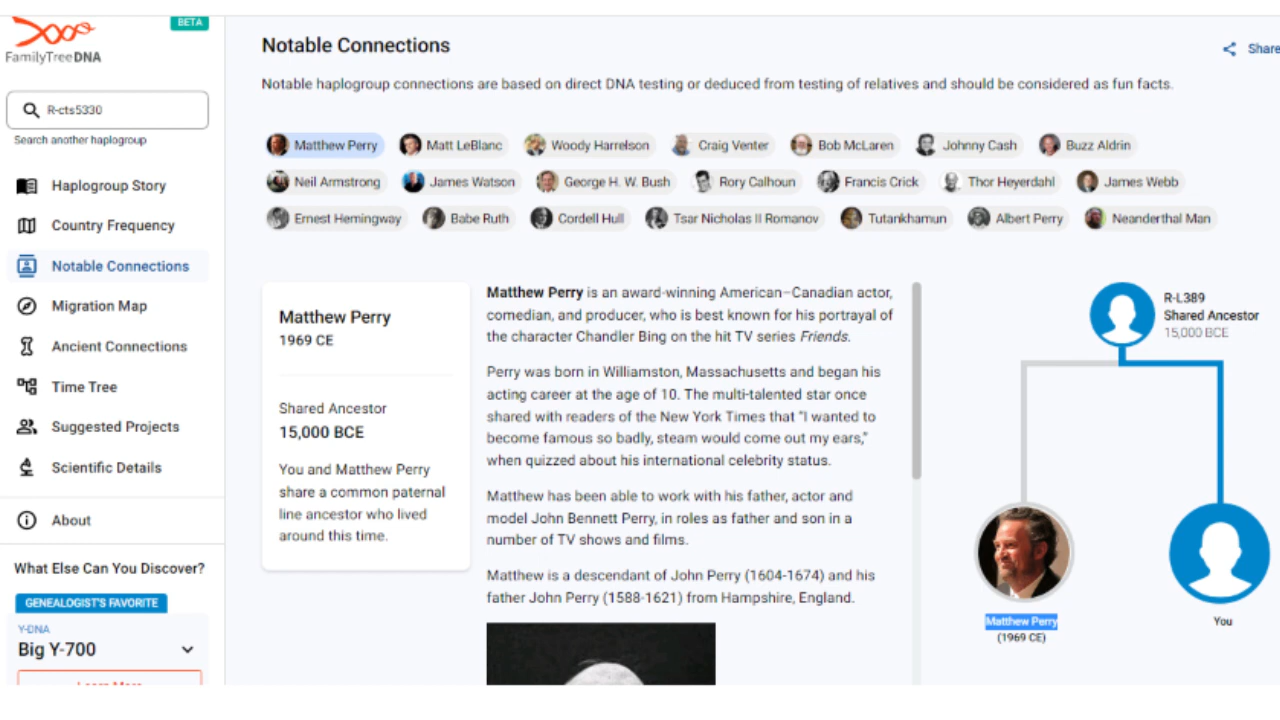 BETA
FamilyTreeDNA
R-cts5330
Search another haplogroup
Haplogroup Story
Country Frequency
Notable Connections
Migration Map
Ancient Connections
Time Tree
Suggested Projects
Scientific Details
About
What Else Can You Discover?
GENEALOGIST'S FAVORITE
Y-DNA
Big Y-700
Learn More
Notable Connections
Share
Notable haplogroup connections are based on direct DNA testing or deduced from testing of relatives and should be considered as fun facts.
Matthew Perry Matt LeBlanc Woody Harrelson Craig Venter Bob McLaren Johnny Cash Buzz Aldrin
Neil Armstrong James Watson George H. W. Bush Rory Calhoun Francis Crick Thor Heyerdahl James Webb
Ernest Hemingway Babe Ruth Cordell Hull Tsar Nicholas II Romanov Tutankhamun Albert Perry Neanderthal Man
Matthew Perry
1969 CE
Shared Ancestor
15,000 BCE
You and Matthew Perry
share a common paternal
line ancestor who lived
around this time.
Matthew Perry is an award-winning American–Canadian actor,
comedian, and producer, who is best known for his portrayal of
the character Chandler Bing on the hit TV series Friends.
Perry was born in Williamston, Massachusetts and began his
acting career at the age of 10. The multi-talented star once
shared with readers of the New York Times that "I wanted to
become famous so badly, steam would come out my ears,"
when quizzed about his international celebrity status.
Matthew has been able to work with his father, actor and
model John Bennett Perry, in roles as father and son in a
number of TV shows and films.
Matthew is a descendant of John Perry (1604-1674) and his
father John Perry (1588-1621) from Hampshire, England.
R-L389
Shared Ancestor
15,000 BCE
Matthew Perry
(1969 CE)
You